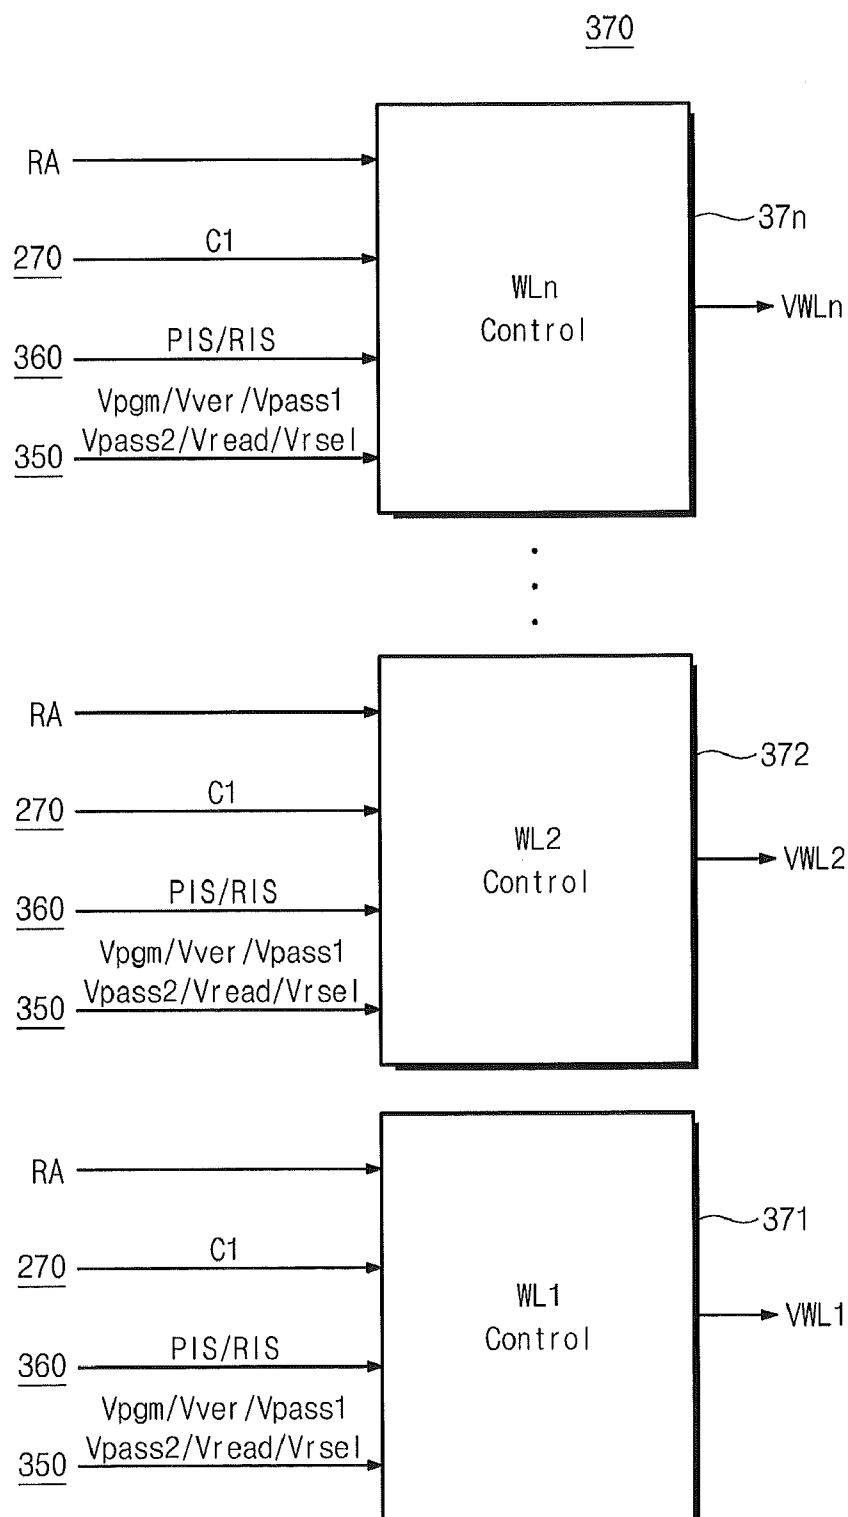 370
RA
270 C1
360 PIS/RIS
Vpgm/Vver/Vpass1
350 Vpass2/Vread/Vrsel
WLn
Control
37n
VWLn
RA
270 C1
360 PIS/RIS
Vpgm/Vver/Vpass1
350 Vpass2/Vread/Vrsel
WL2
Control
372
VWL2
RA
270 C1
360 PIS/RIS
Vpgm/Vver/Vpass1
350 Vpass2/Vread/Vrsel
WL1
Control
371
VWL1